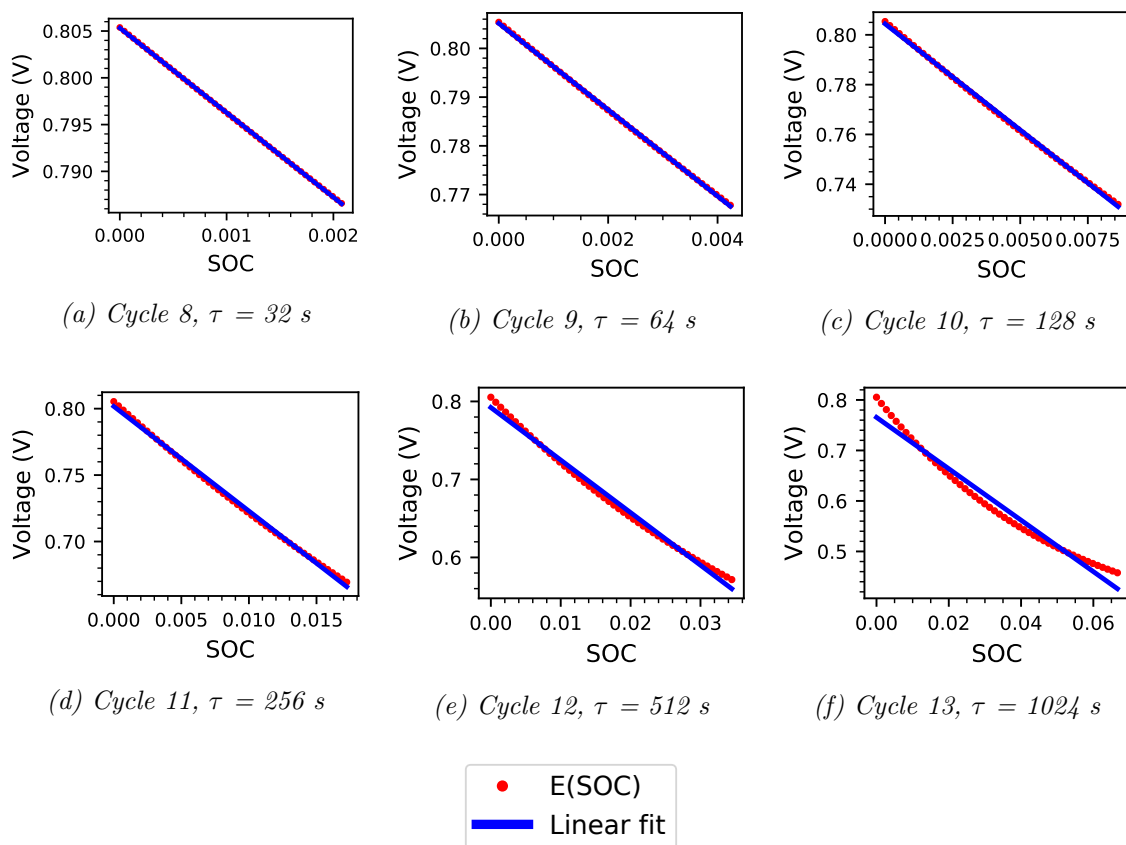 0.805
0.800
0.795
0.790
Voltage (V)
0.000 0.001 0.002
SOC
(a) Cycle 8, τ = 32 s
0.80
0.79
0.78
0.77
Voltage (V)
0.000 0.002 0.004
SOC
(b) Cycle 9, τ = 64 s
0.80
0.78
0.76
0.74
Voltage (V)
0.0000 0.0025 0.0050 0.0075
SOC
(c) Cycle 10, τ = 128 s
0.80
0.75
0.70
Voltage (V)
0.000 0.005 0.010 0.015
SOC
(d) Cycle 11, τ = 256 s
0.8
0.7
0.6
Voltage (V)
0.00 0.01 0.02 0.03
SOC
(e) Cycle 12, τ = 512 s
0.8
0.7
0.6
0.5
Voltage (V)
0.00 0.02 0.04 0.06
SOC
(f) Cycle 13, τ = 1024 s
E(SOC)
Linear fit